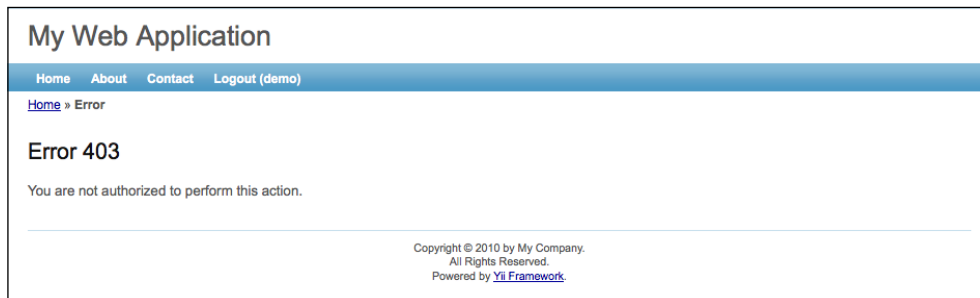 My Web Application
Home About Contact Logout (demo)
Home » Error
Error 403
You are not authorized to perform this action.
Copyright © 2010 by My Company.
All Rights Reserved.
Powered by Yii Framework.